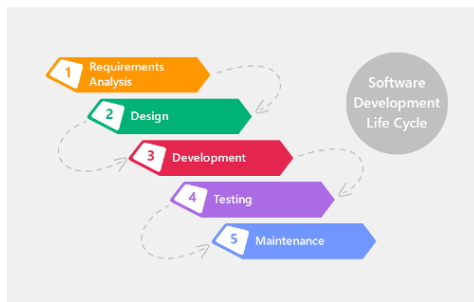 1 Requirements
Analysis
2 Design
3 Development
4 Testing
5 Maintenance
Software
Development
Life Cycle